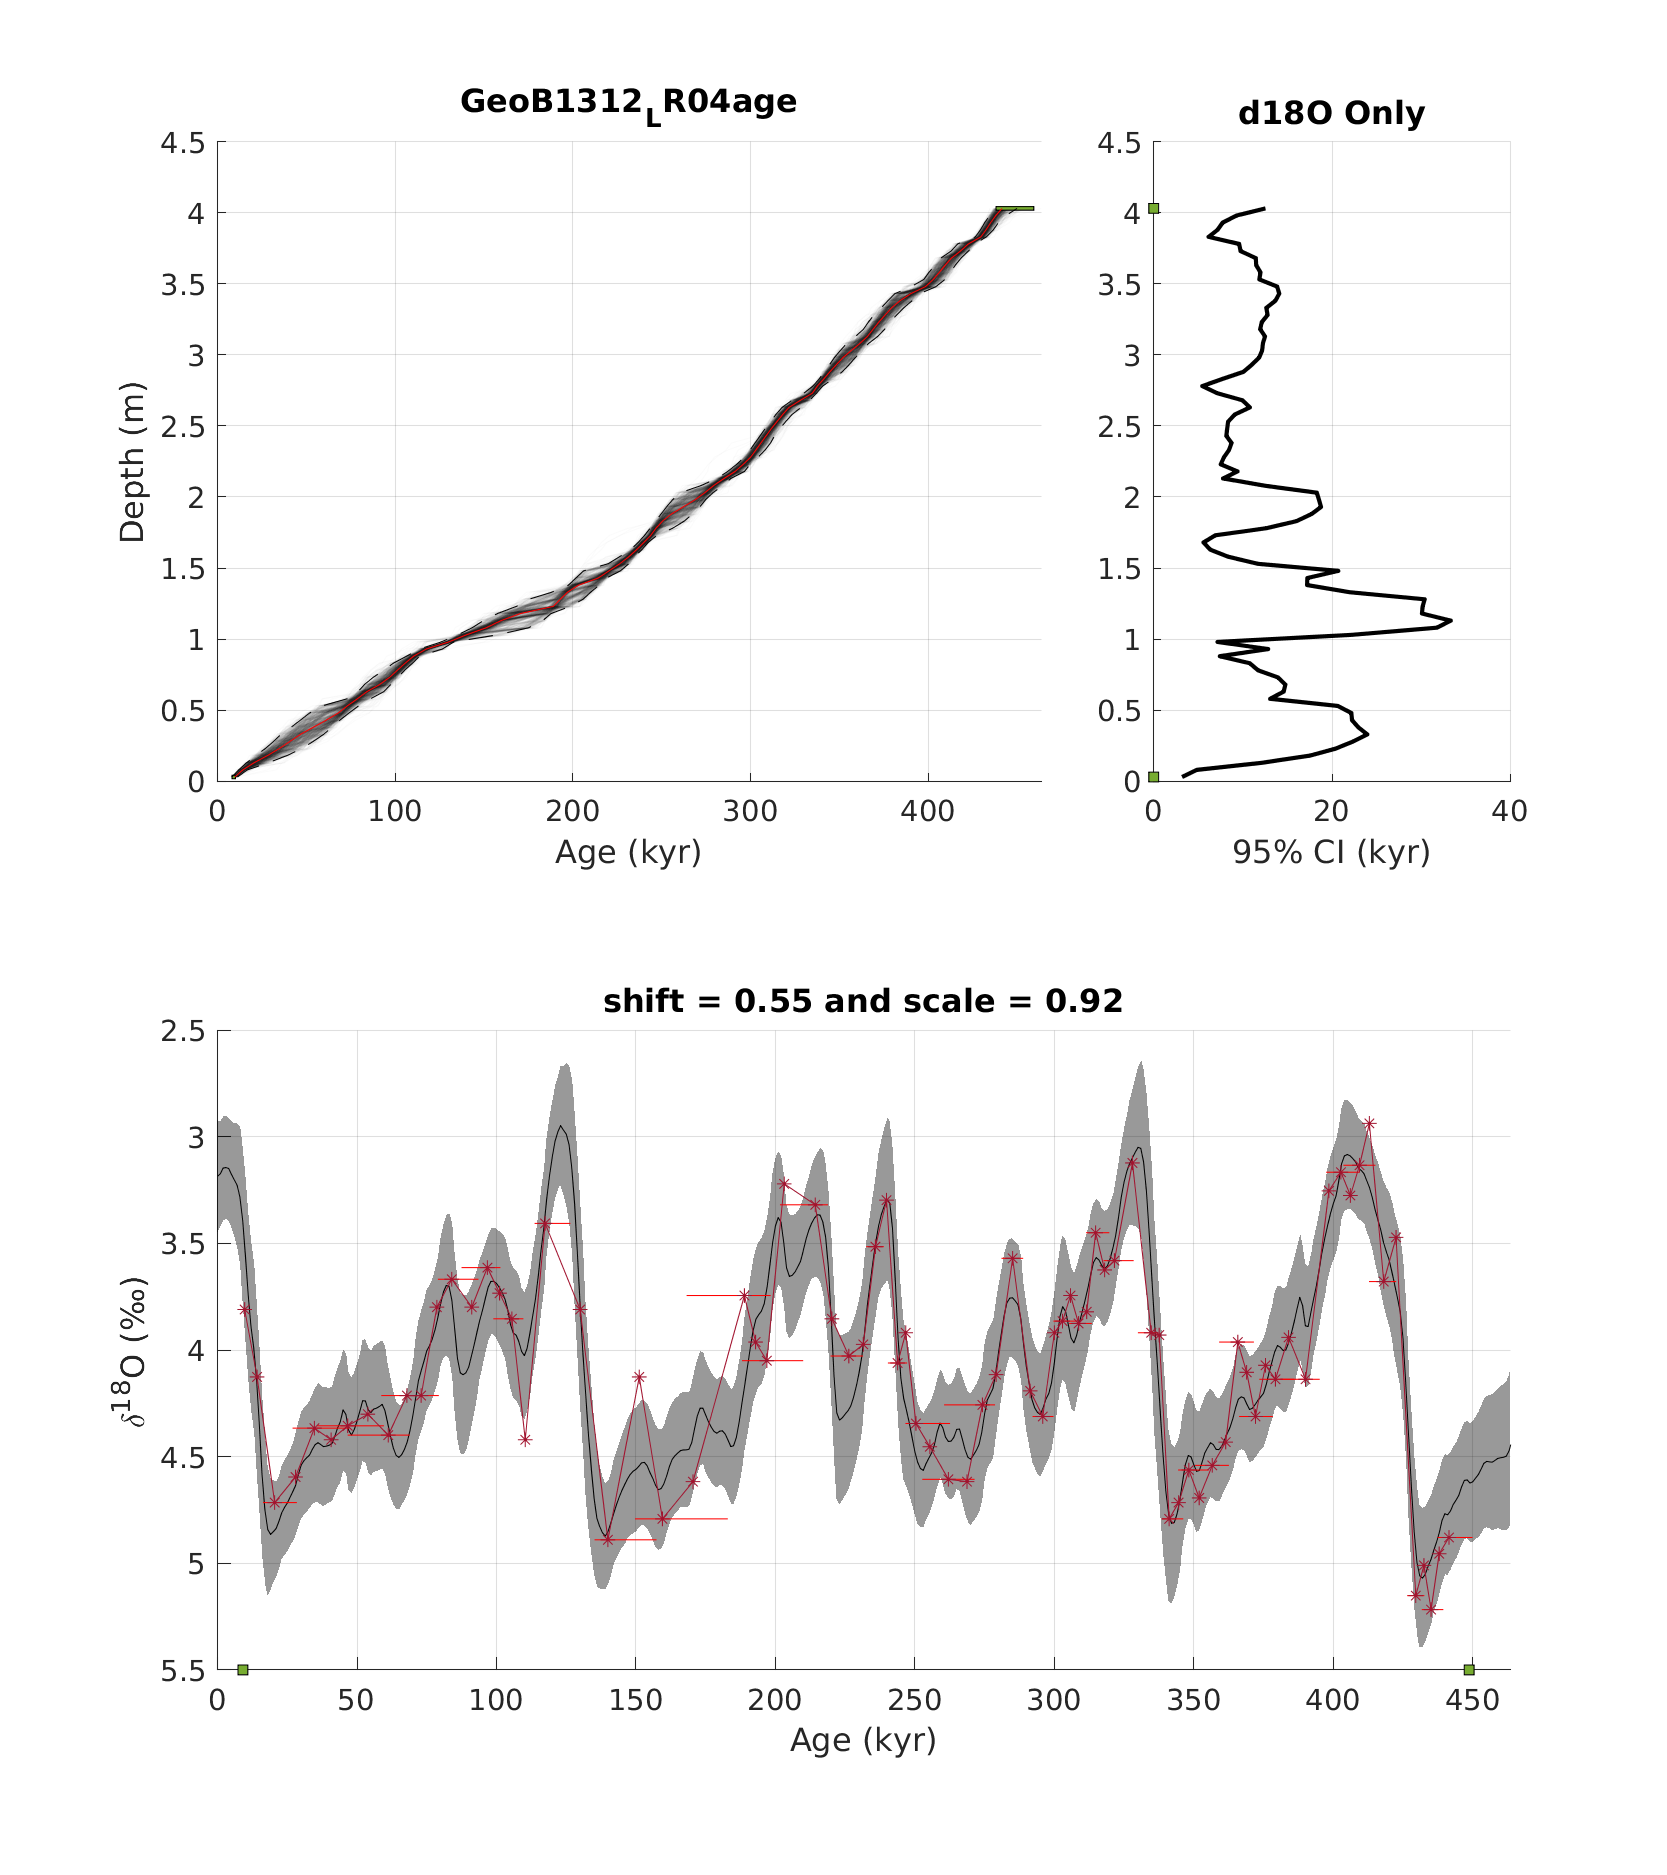 GeoB1312LR04age
d18O Only
4.5
4
3.5
3
2.5
2
1.5
1
0.5
0
Depth (m)
0 100 200 300 400
Age (kyr)
4.5
4
3.5
3
2.5
2
1.5
1
0.5
0
0 20 40
95% CI (kyr)
shift = 0.55 and scale = 0.92
2.5
3
3.5
4
4.5
5
5.5
δ18O (‰)
0 50 100 150 200 250 300 350 400 450
Age (kyr)